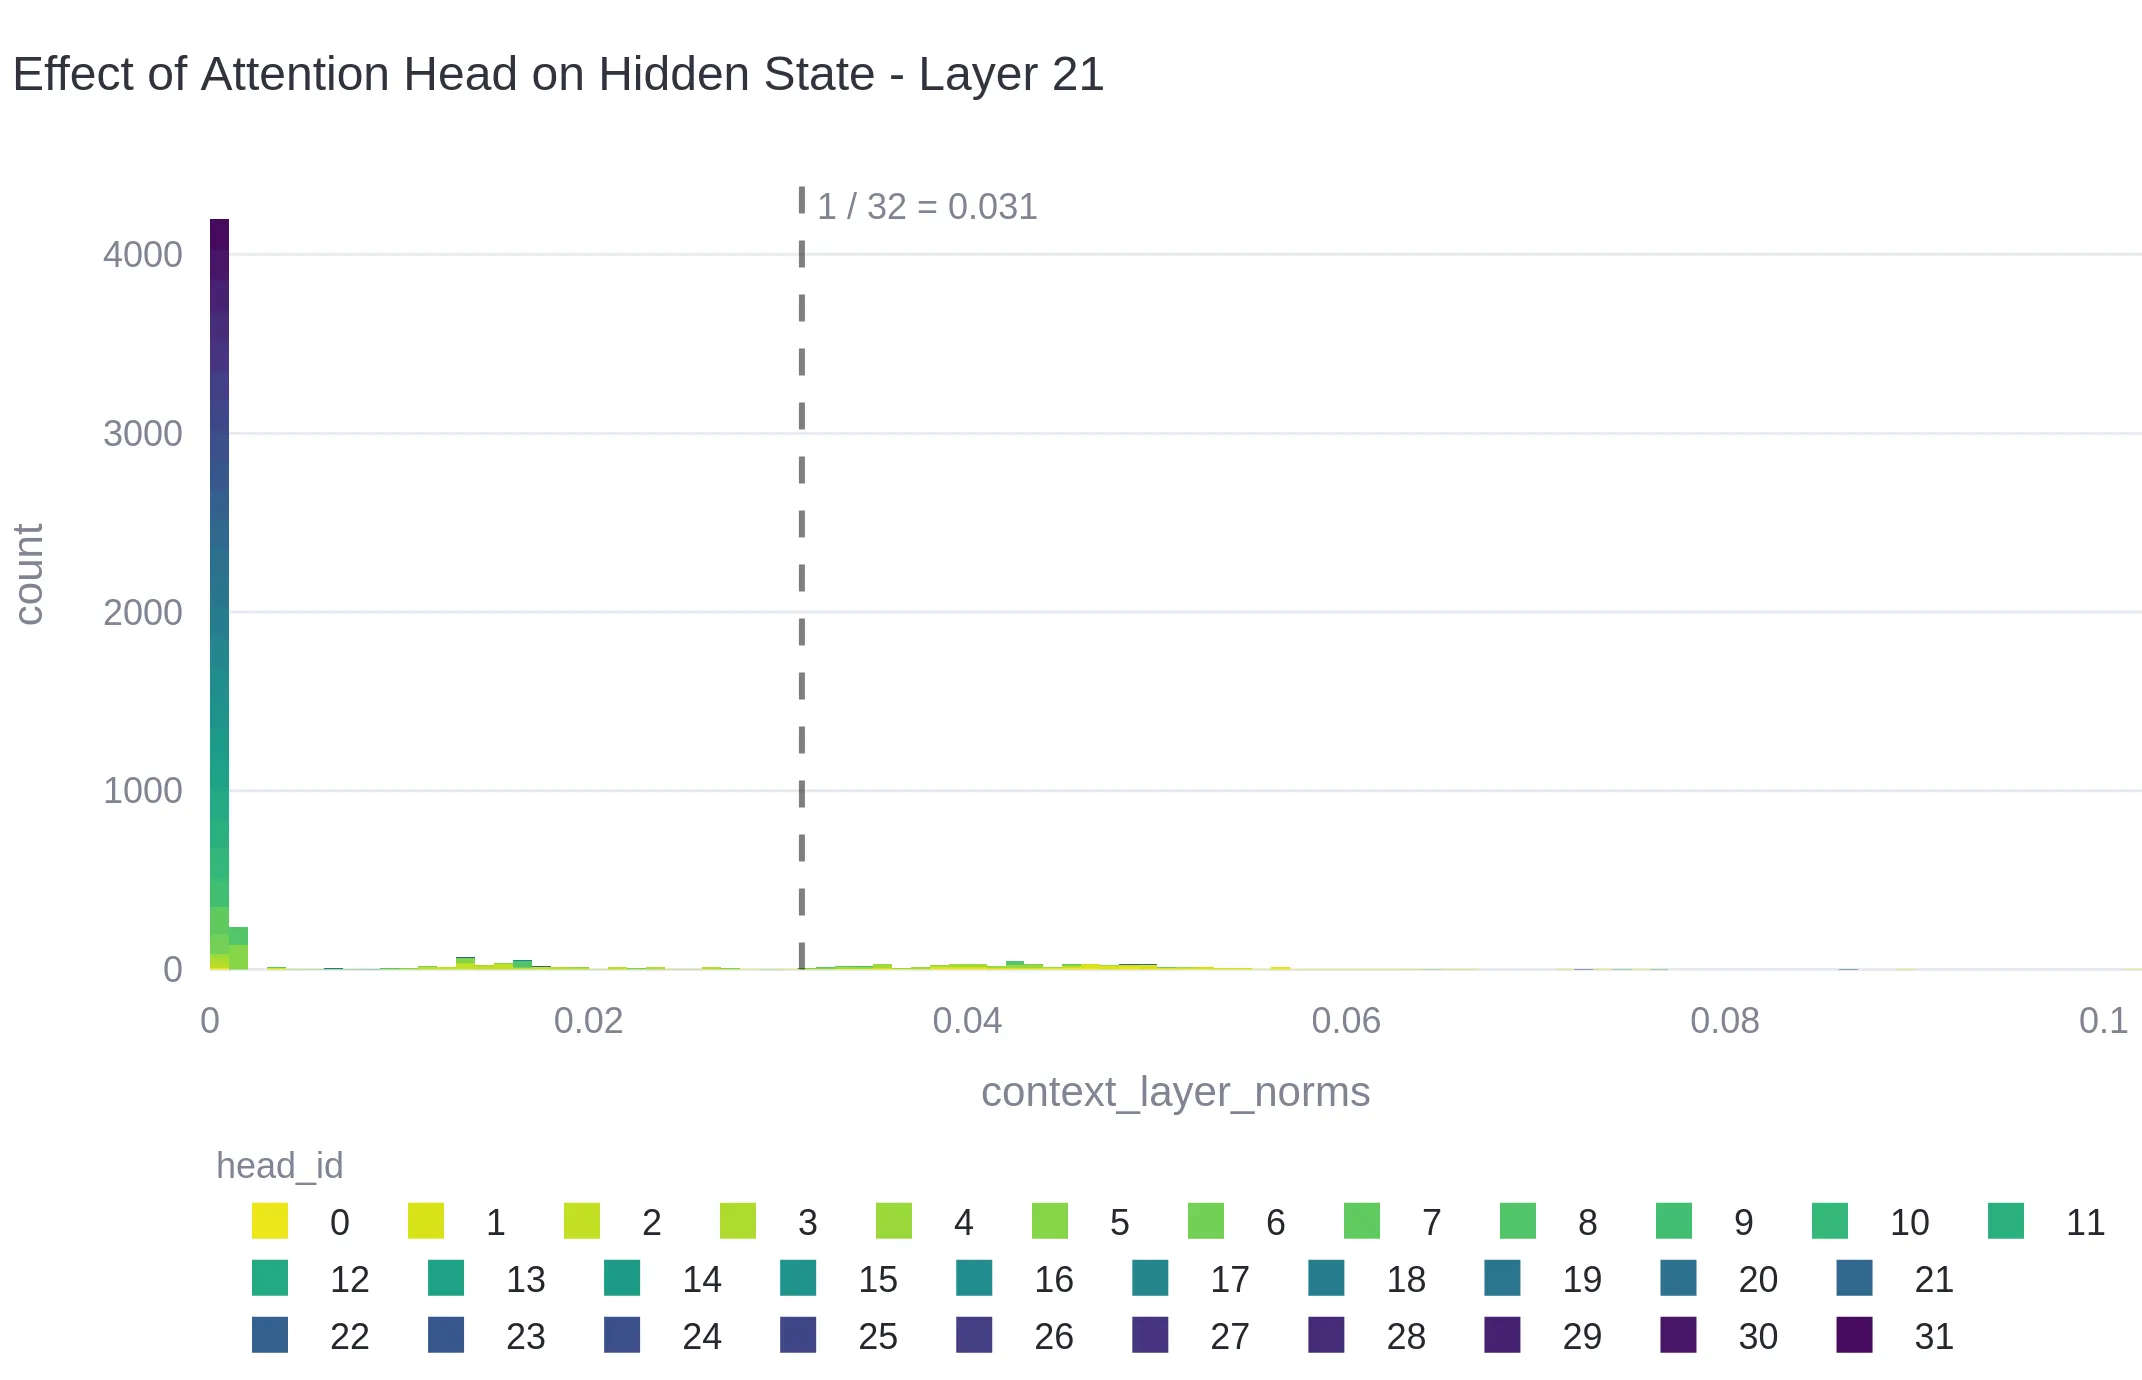 Effect of Attention Head on Hidden State - Layer 21
1 / 32 = 0.031
4000
3000
2000
1000
0
count
0 0.02 0.04 0.06 0.08 0.1
context_layer_norms
head_id
0 1 2 3 4 5 6 7 8 9 10 11
12 13 14 15 16 17 18 19 20 21
22 23 24 25 26 27 28 29 30 31